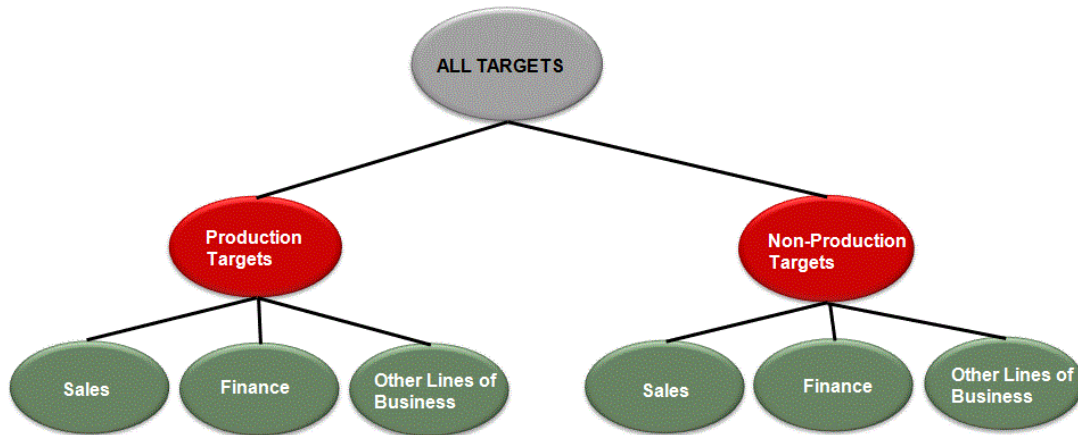 ALL TARGETS
Production
Targets
Non-Production
Targets
Sales
Finance
Other Lines of
Business
Sales
Finance
Other Lines of
Business